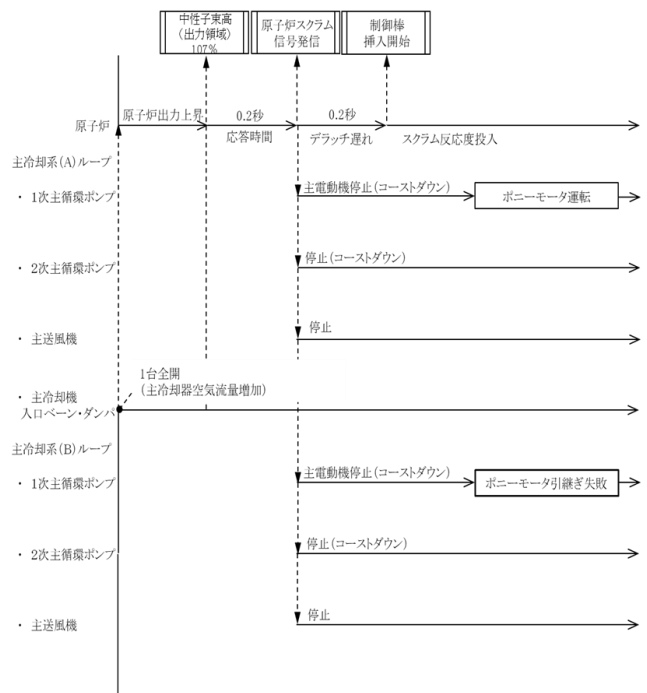 中性子束高
(出力領域)
107%
原子炉スクラム
信号発信
制御棒
挿入開始
原子炉出力上昇
0.2秒
0.2秒
原子炉
応答時間
デラッチ遅れ
スクラム反応度投入
主冷却系(A)ループ
主電動機停止(コーストダウン)
・ 1次主循環ポンプ
ポニーモータ運転
停止(コーストダウン)
・ 2次主循環ポンプ
停止
・ 主送風機
1台全開
(主冷却器空気流量増加)
・ 主冷却機
入口ベーン・ダンパ
主冷却系(B)ループ
主電動機停止(コーストダウン)
・ 1次主循環ポンプ
ポニーモータ引継ぎ失敗
停止(コーストダウン)
・ 2次主循環ポンプ
停止
・ 主送風機